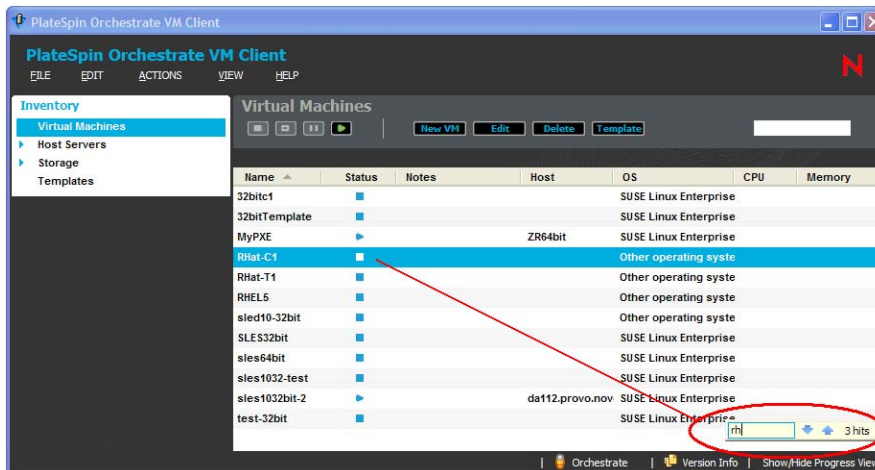 PlateSpin Orchestrate VM Client
PlateSpin Orchestrate VM Client
FILE EDIT ACTIONS VIEW HELP
N
Inventory
Virtual Machines
Host Servers
Storage
Templates
Virtual Machines
New VM Edit Delete Template
Name Status Notes Host OS CPU Memory
32bitc1 SUSE Linux Enterprise
32bitTemplate SUSE Linux Enterprise
MyPXE ZR64bit SUSE Linux Enterprise
RHat-C1 Other operating syste
RHat-T1 Other operating syste
RHEL5 Other operating syste
sled10-32bit Other operating syste
SLES32bit SUSE Linux Enterprise
sles64bit SUSE Linux Enterprise
sles1032-test SUSE Linux Enterprise
sles1032bit-2 da112.provo.nov SUSE Linux Enterprise
test-32bit SUSE Linux Enterprise
rh 3 hits
Orchestrate | Version Info | Show/Hide Progress View